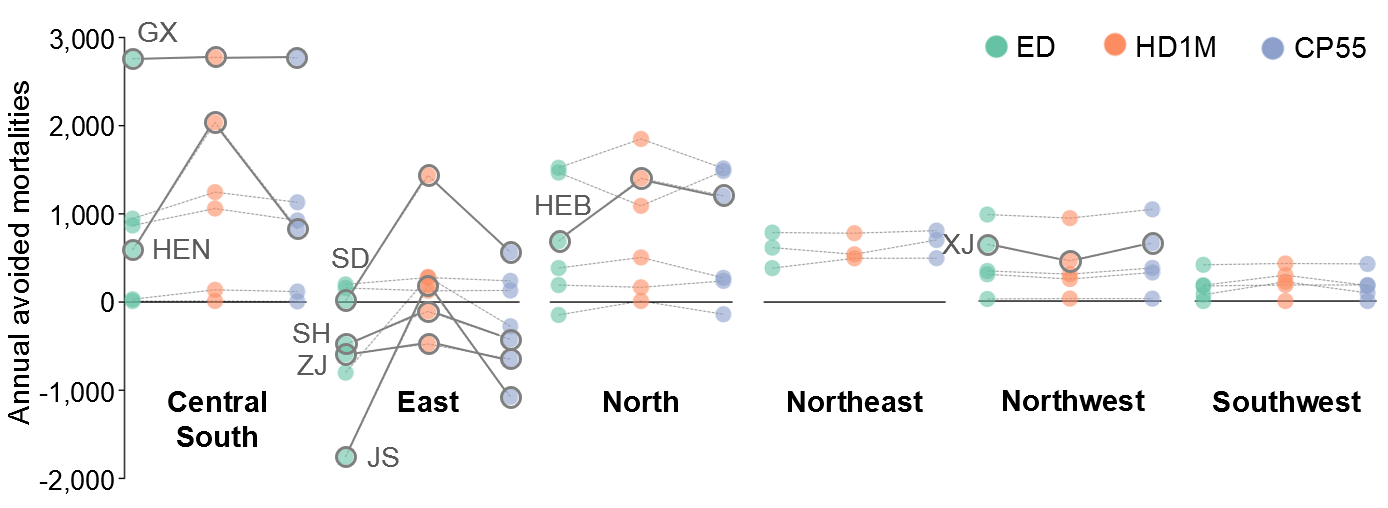 GX
3,000
ED
HD1M
CP55
Annual avoided mortalities
2,000
1,000
HEB
HEN
SD
XJ
0
SH
ZJ
-1,000
Central
South
East
North
Northeast
Northwest
Southwest
JS
-2,000